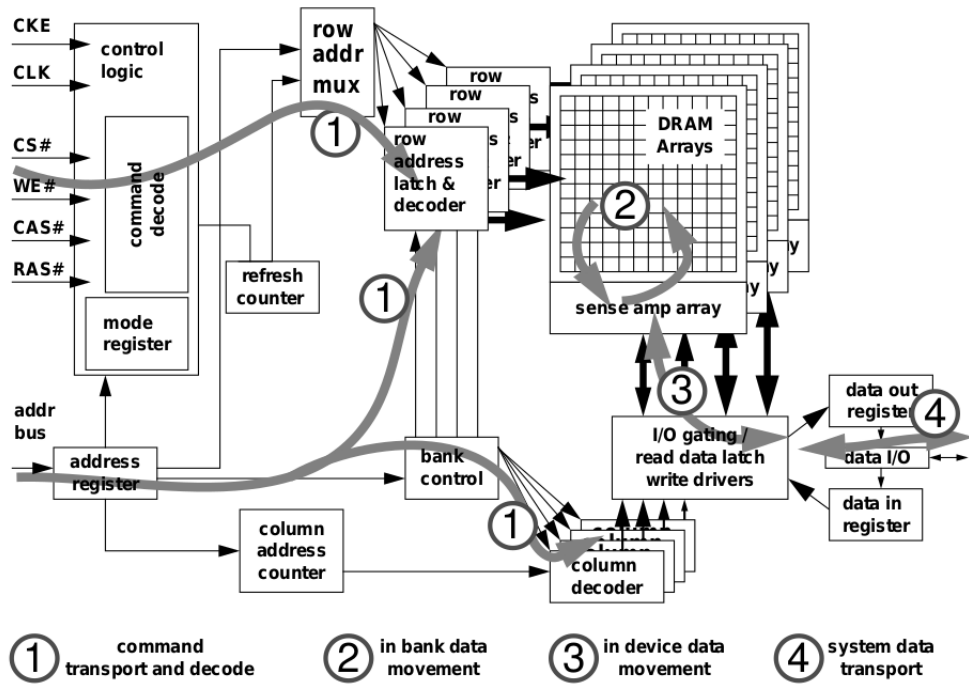 CKE
CLK
CS#
WE#
CAS#
RAS#
control
logic
command
decode
mode
register
addr
bus
address
register
row
addr
mux
1
refresh
counter
column
address
counter
1
bank
control
row
row
row
row
address
latch &
decoder
1
column
decoder
DRAM
Arrays
2
sense amp array
3
I/O gating /
read data latch
write drivers
data out
register
4
data I/O
data in
register
1
command
transport and decode
2
in bank data
movement
3
in device data
movement
4
system data
transport